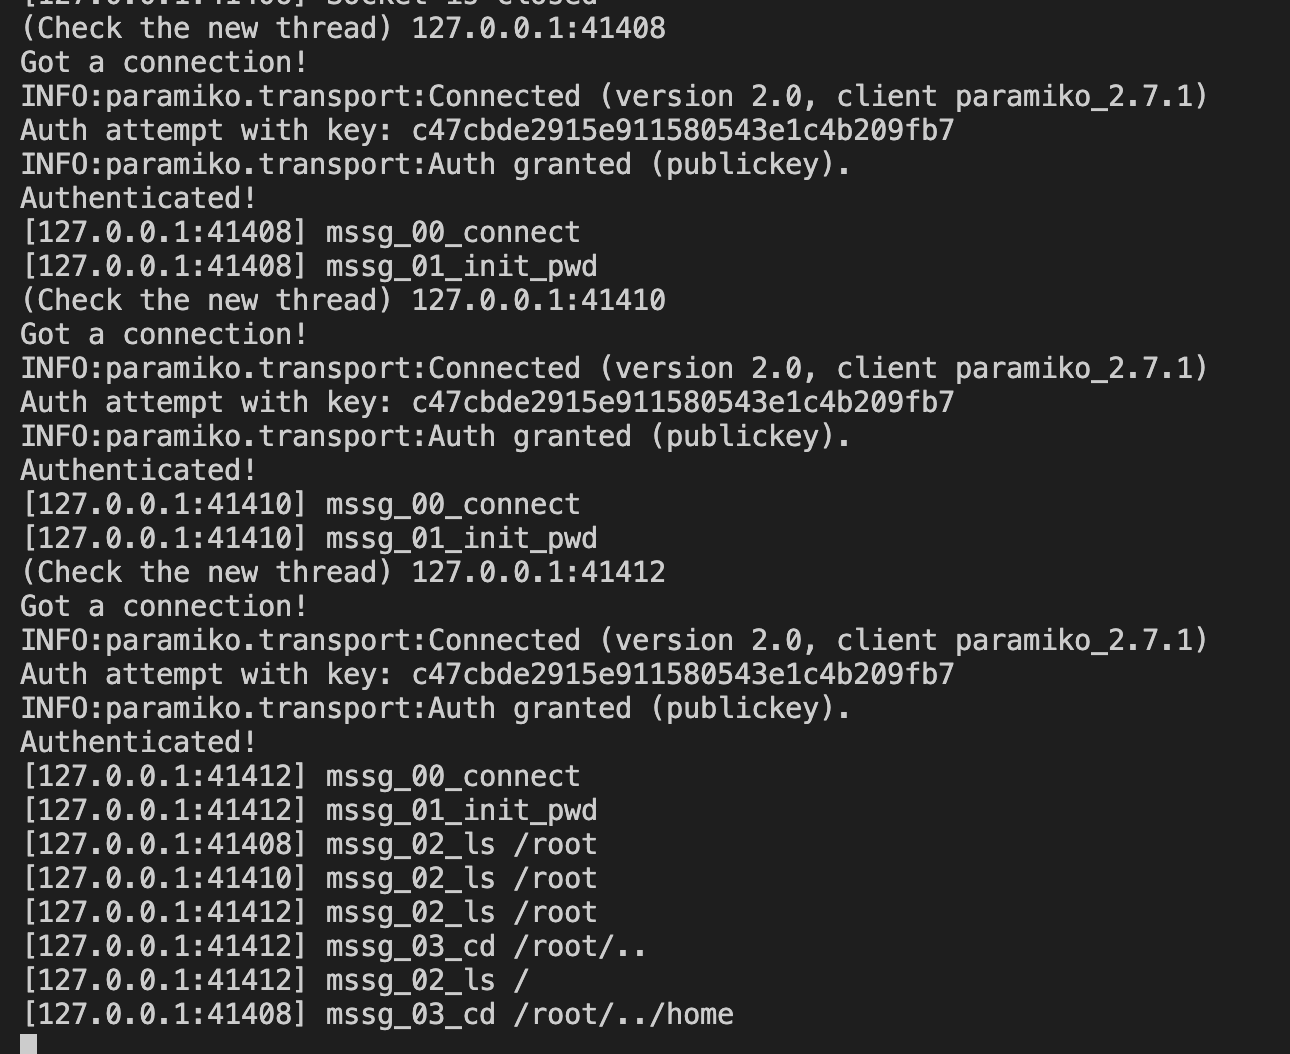 [127.0.0.1:41406] Socket is closed
(Check the new thread) 127.0.0.1:41408
Got a connection!
INFO:paramiko.transport:Connected (version 2.0, client paramiko_2.7.1)
Auth attempt with key: c47cbde2915e911580543e1c4b209fb7
INFO:paramiko.transport:Auth granted (publickey).
Authenticated!
[127.0.0.1:41408] mssg_00_connect
[127.0.0.1:41408] mssg_01_init_pwd
(Check the new thread) 127.0.0.1:41410
Got a connection!
INFO:paramiko.transport:Connected (version 2.0, client paramiko_2.7.1)
Auth attempt with key: c47cbde2915e911580543e1c4b209fb7
INFO:paramiko.transport:Auth granted (publickey).
Authenticated!
[127.0.0.1:41410] mssg_00_connect
[127.0.0.1:41410] mssg_01_init_pwd
(Check the new thread) 127.0.0.1:41412
Got a connection!
INFO:paramiko.transport:Connected (version 2.0, client paramiko_2.7.1)
Auth attempt with key: c47cbde2915e911580543e1c4b209fb7
INFO:paramiko.transport:Auth granted (publickey).
Authenticated!
[127.0.0.1:41412] mssg_00_connect
[127.0.0.1:41412] mssg_01_init_pwd
[127.0.0.1:41408] mssg_02_ls /root
[127.0.0.1:41410] mssg_02_ls /root
[127.0.0.1:41412] mssg_02_ls /root
[127.0.0.1:41412] mssg_03_cd /root/..
[127.0.0.1:41412] mssg_02_ls /
[127.0.0.1:41408] mssg_03_cd /root/../home